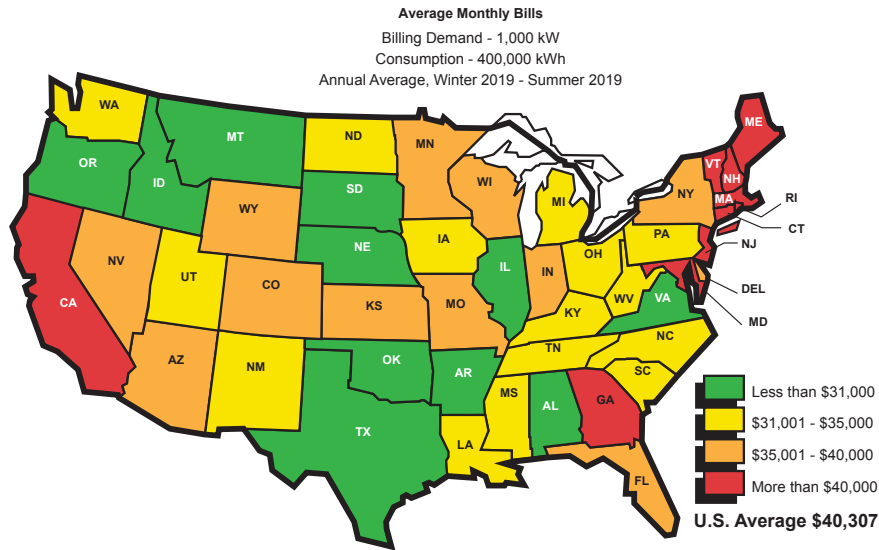 Average Monthly Bills
Billing Demand - 1,000 kW
Consumption - 400,000 kWh
Annual Average, Winter 2019 - Summer 2019
WA
MT
ND
MN
ME
OR
ID
SD
WI
MI
VT
NH
NY
MA
RI
CT
WY
NE
IA
PA
NJ
NV
UT
CO
IL
IN
OH
WV
VA
DEL
MD
CA
KS
MO
KY
NC
TN
AZ
NM
OK
AR
SC
MS
AL
GA
TX
LA
FL
Less than $31,000
$31,001 - $35,000
$35,001 - $40,000
More than $40,000
U.S. Average $40,307